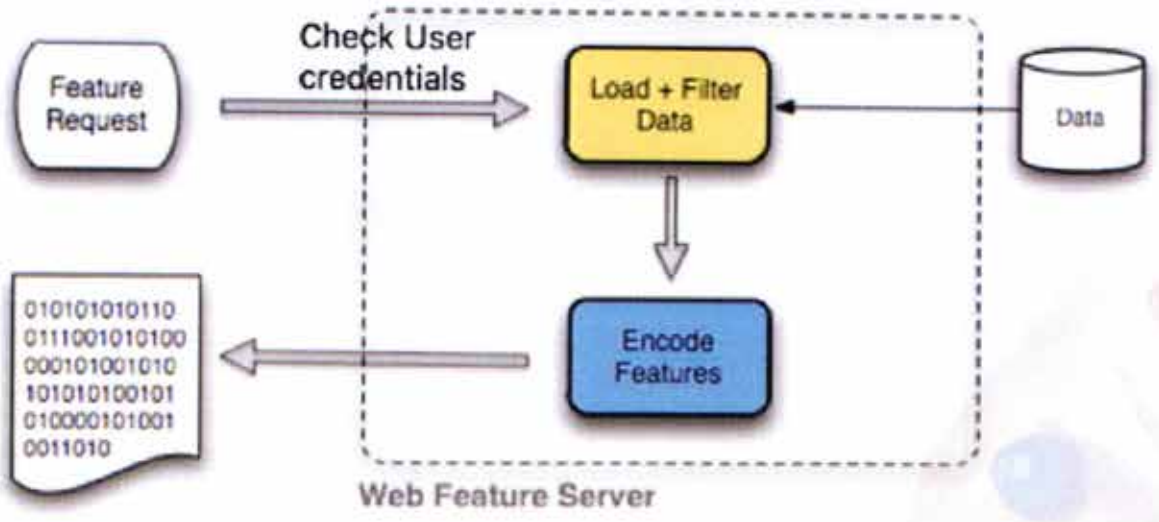 Check User
credentials
Feature
Request
Load + Filter
Data
Data
010101010110
0111001010100
000101001010
101010100101
010000101001
0011010
Encode
Features
Web Feature Server